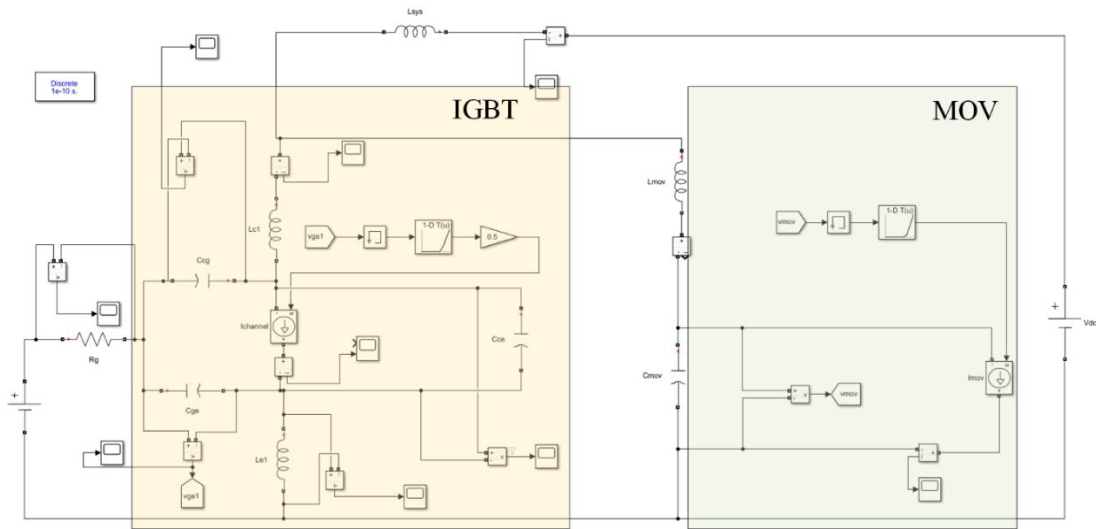 Lsys
Discrete
1e-10 s.
IGBT
MOV
Lmov
Lc1
vge1
1-D T(u)
0.5
vmov
1-D T(u)
Ccg
Ichannel
Cce
Vdc
Rg
Cmov
Imov
vmov
Cge
Le1
vge1